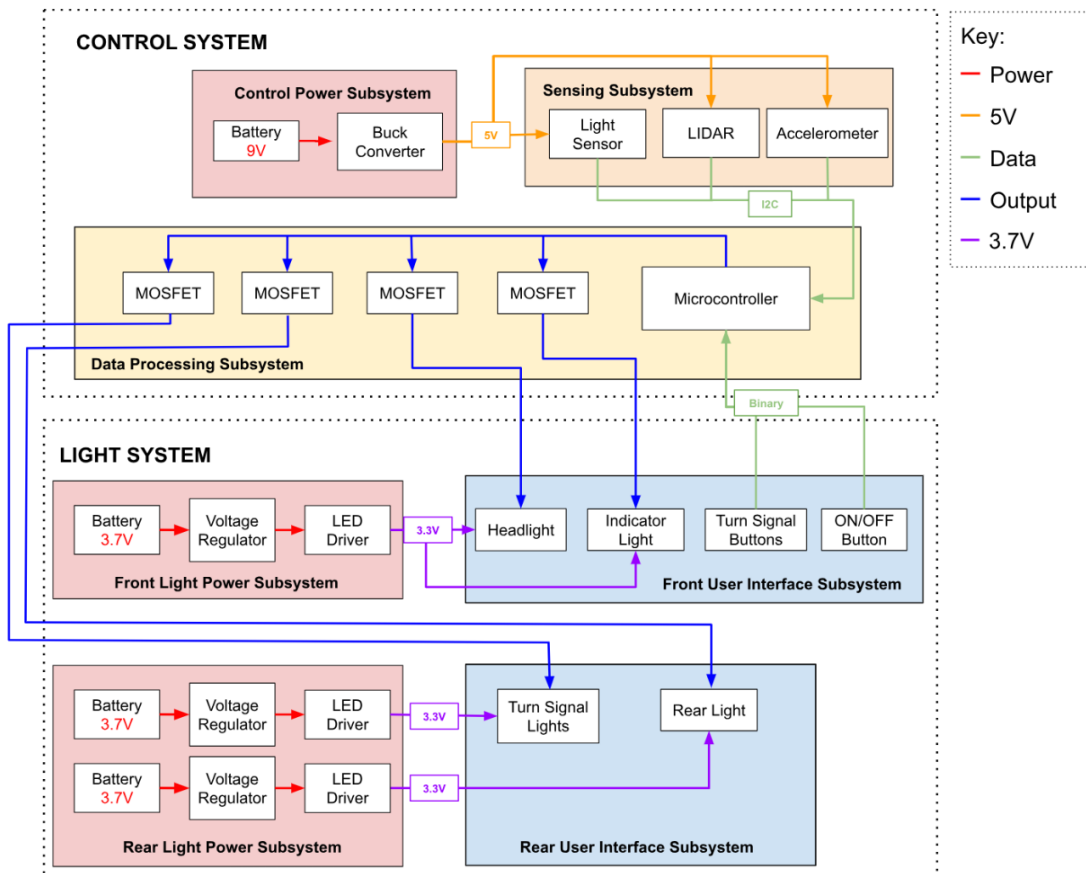 CONTROL SYSTEM
Control Power Subsystem
Battery
9V
Buck
Converter
5V
Sensing Subsystem
Light
Sensor
LIDAR
Accelerometer
I2C
MOSFET
MOSFET
MOSFET
MOSFET
Microcontroller
Data Processing Subsystem
Binary
LIGHT SYSTEM
Battery
3.7V
Voltage
Regulator
LED
Driver
3.3V
Front Light Power Subsystem
Headlight
Indicator
Light
Turn Signal
Buttons
ON/OFF
Button
Front User Interface Subsystem
Battery
3.7V
Voltage
Regulator
LED
Driver
3.3V
Battery
3.7V
Voltage
Regulator
LED
Driver
3.3V
Rear Light Power Subsystem
Turn Signal
Lights
Rear Light
Rear User Interface Subsystem
Key:
Power
5V
Data
Output
3.7V